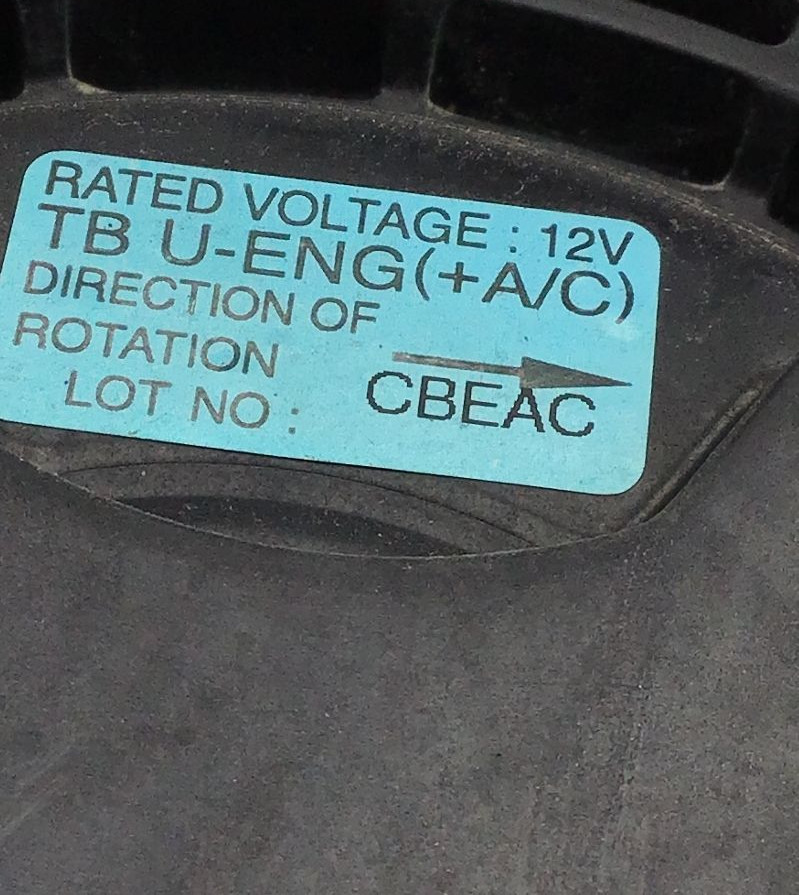 RATED VOLTAGE : 12V
TB U-ENG(+A/C)
DIRECTION OF
ROTATION
LOT NO : CBEAC